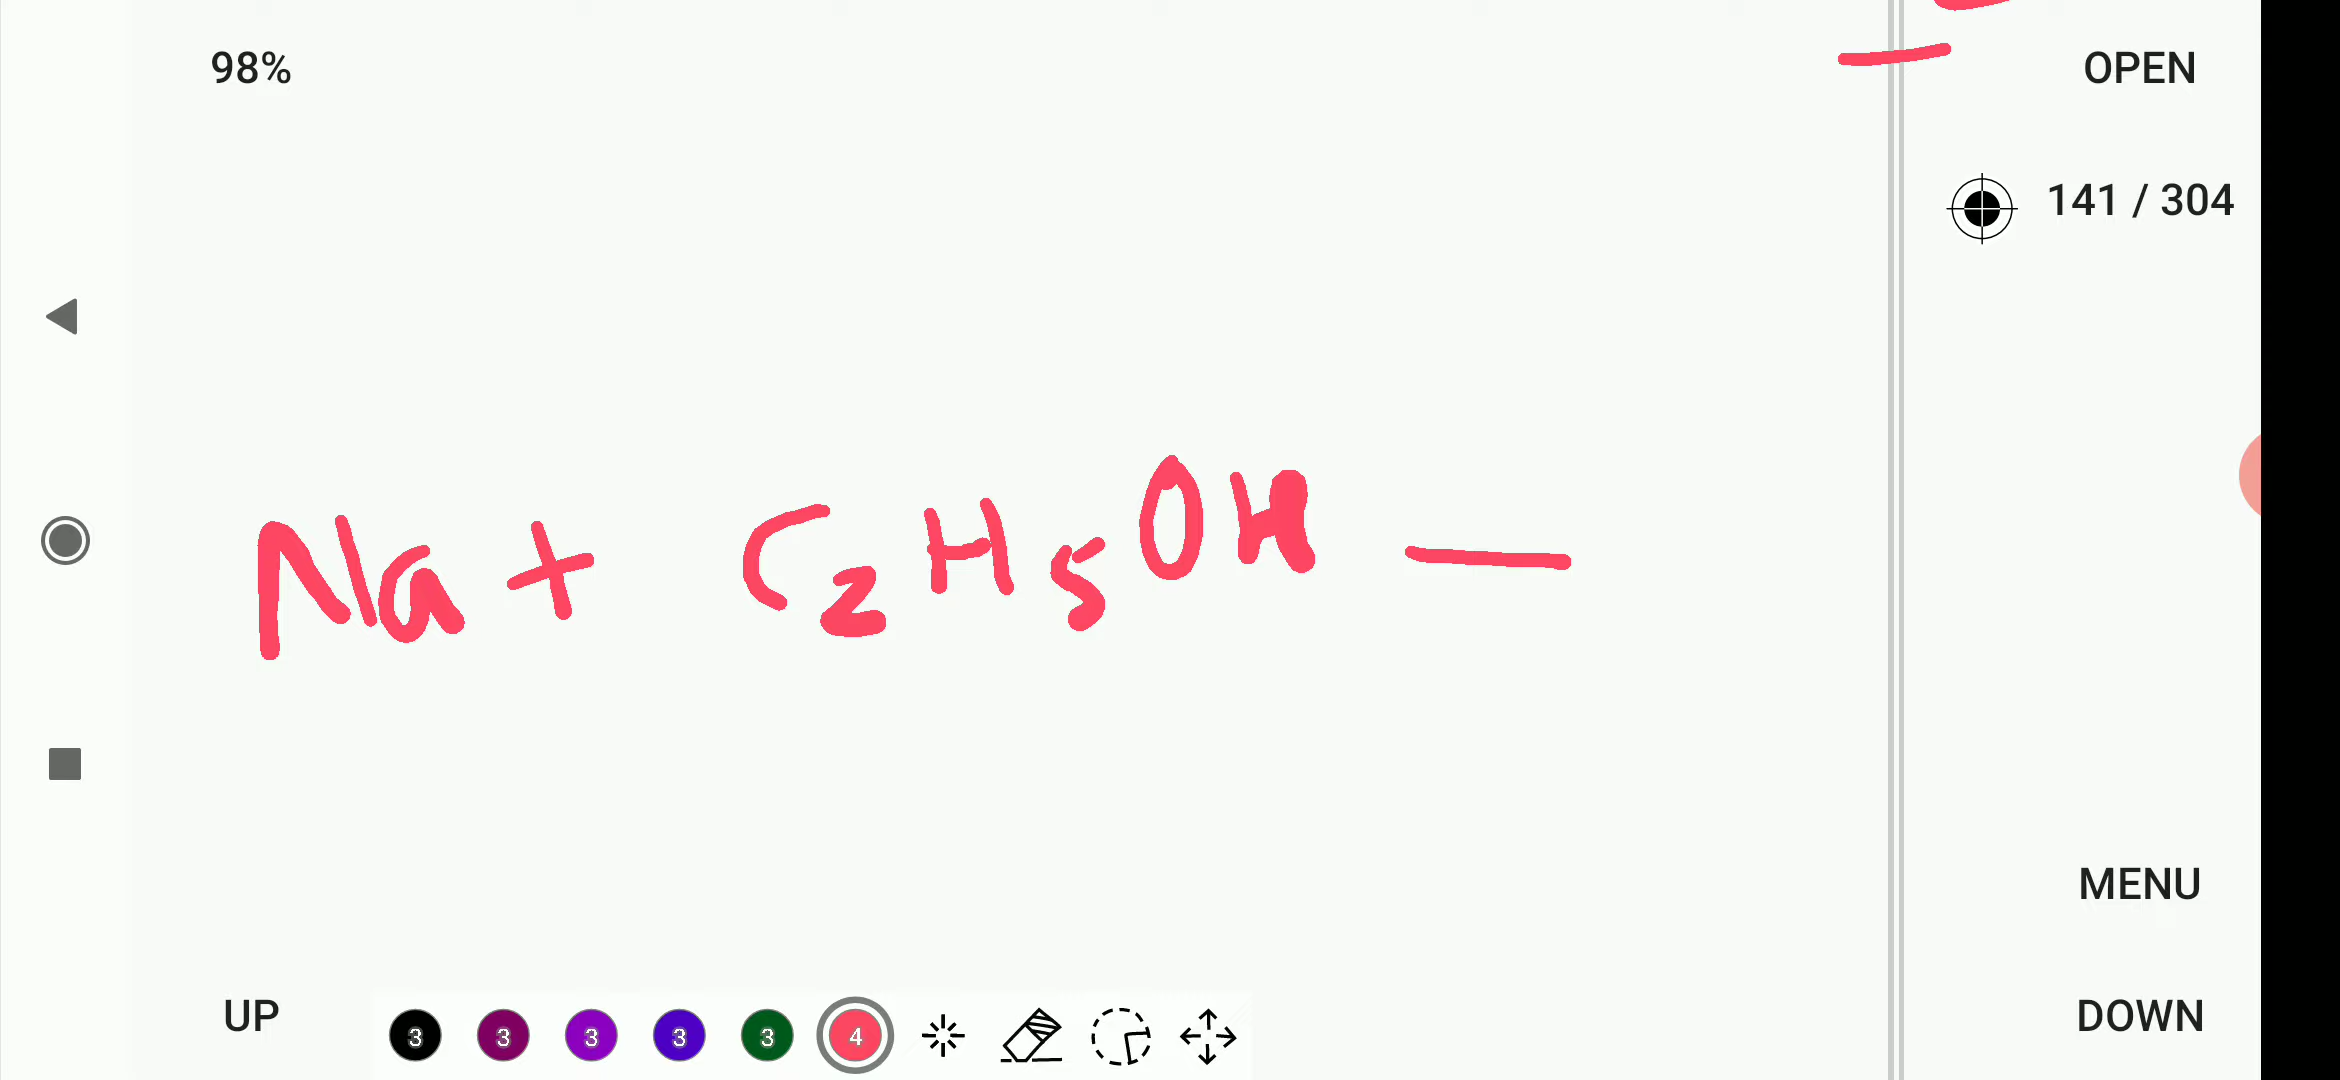 98% OPEN
141 / 304
Na + C₂H₅OH —
MENU
UP 3 3 3 3 3 4 DOWN